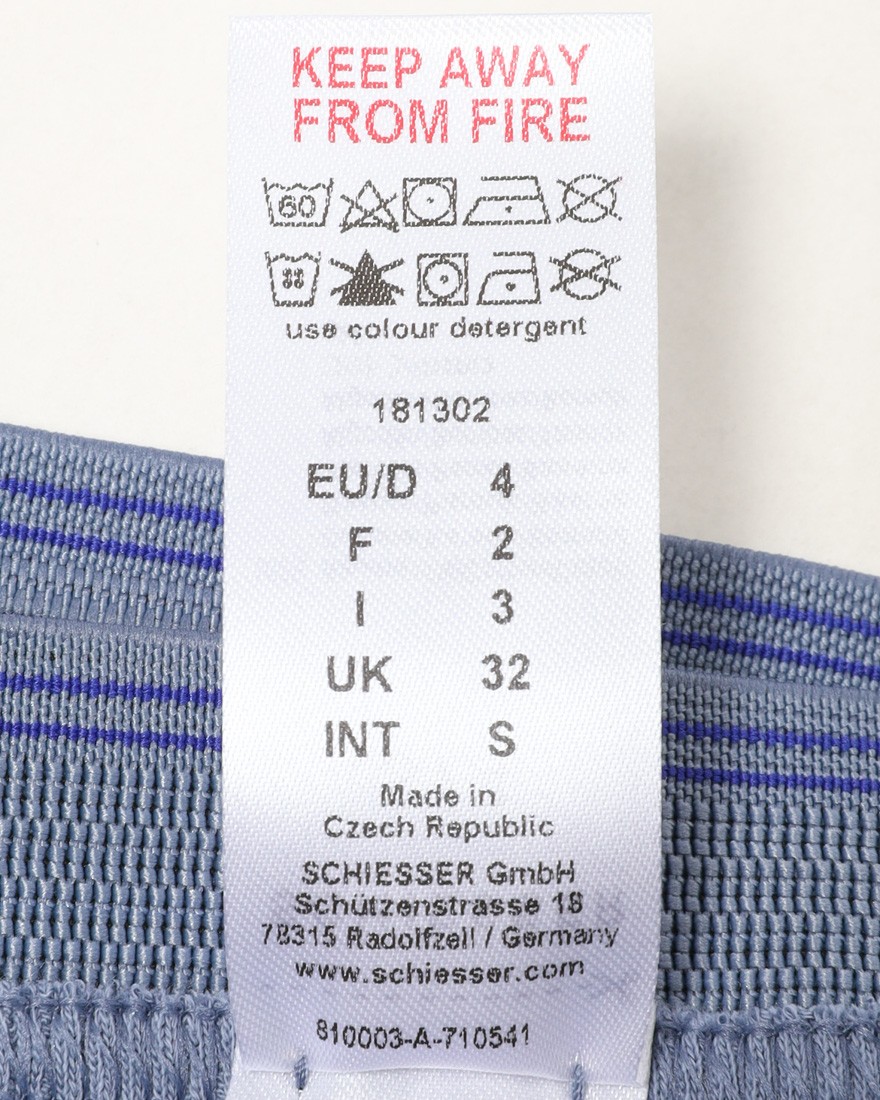 KEEP AWAY
FROM FIRE
60
use colour detergent
181302
EU/D 4
F 2
I 3
UK 32
INT S
Made in
Czech Republic
SCHIESSER GmbH
Schützenstrasse 18
78315 Radolfzell / Germany
www.schiesser.com
810003-A-710541